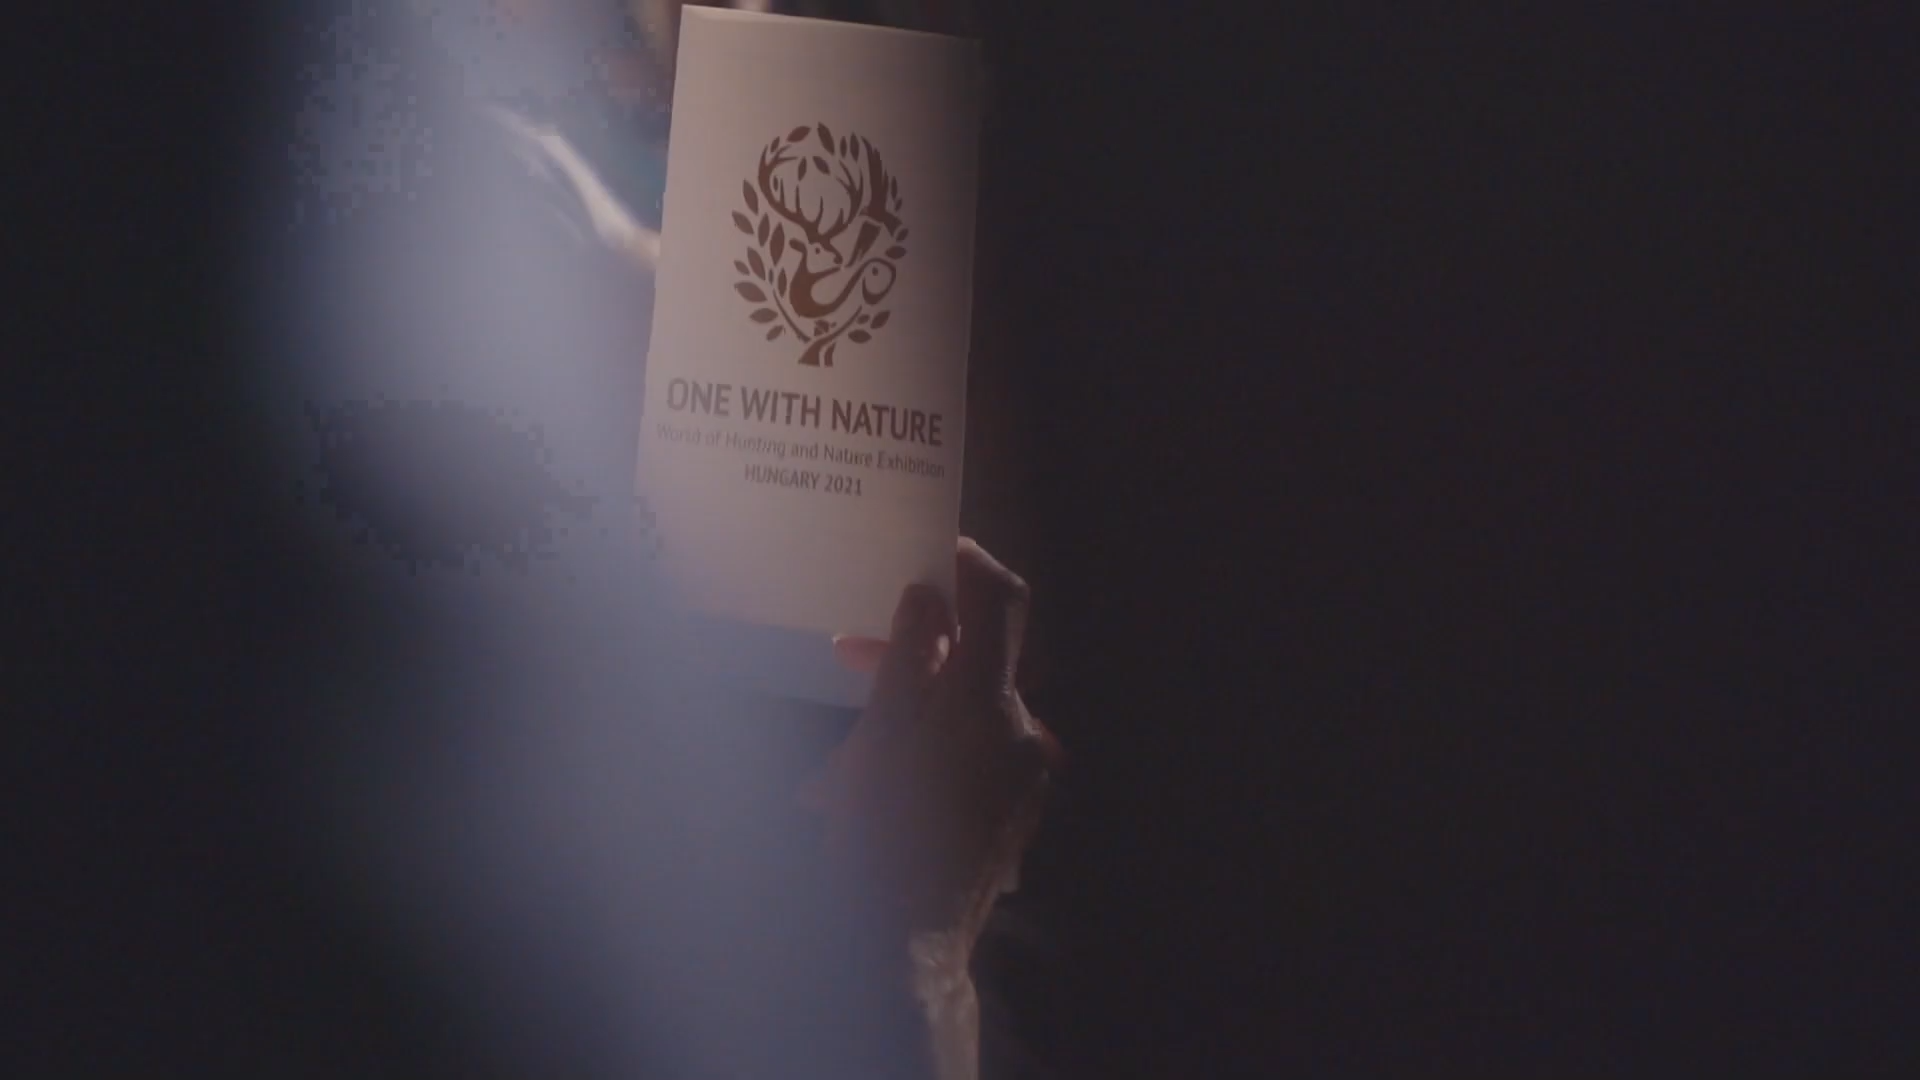 ONE WITH NATURE
World of Hunting and Nature Exhibition
HUNGARY 2021